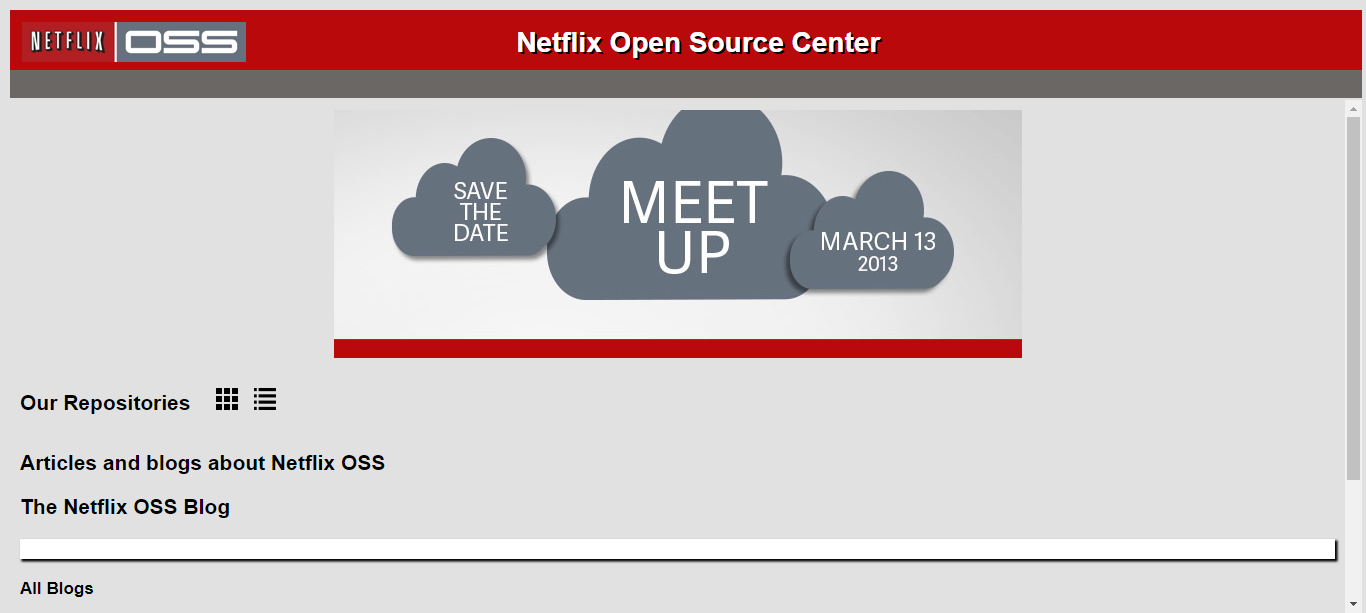 NETFLIX OSS
Netflix Open Source Center
SAVE
THE
DATE
MEET
UP
MARCH 13
2013
Our Repositories
Articles and blogs about Netflix OSS
The Netflix OSS Blog
All Blogs